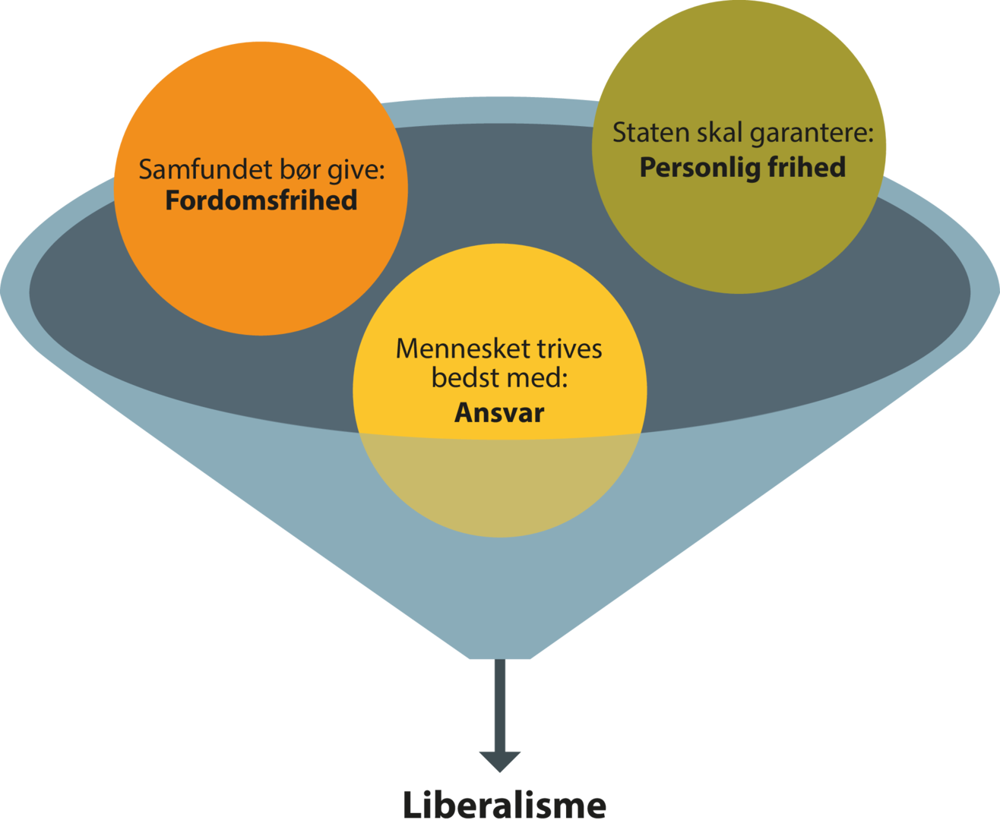 Samfundet bør give:
Fordomsfrihed
Staten skal garantere:
Personlig frihed
Mennesket trives
bedst med:
Ansvar
Liberalisme